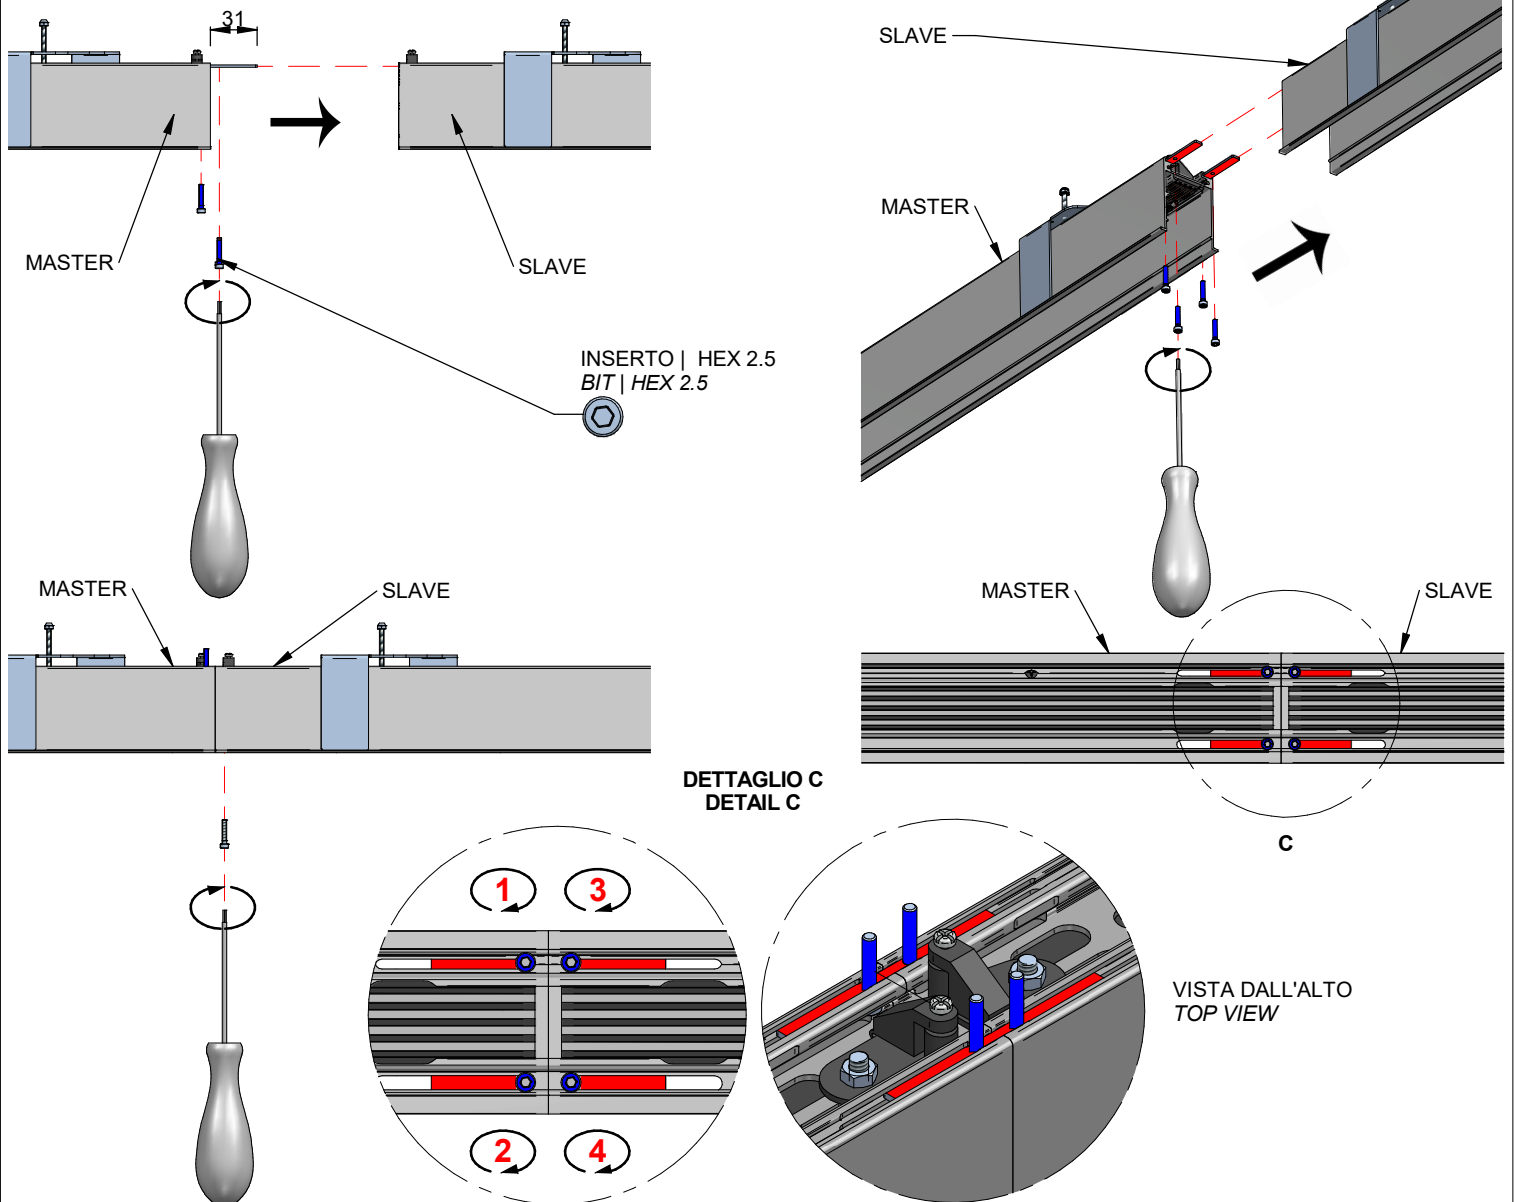 31
SLAVE
MASTER
MASTER
SLAVE
INSERTO | HEX 2.5
BIT | HEX 2.5
MASTER
SLAVE
MASTER
SLAVE
DETTAGLIO C
DETAIL C
C
1
3
2
4
VISTA DALL'ALTO
TOP VIEW